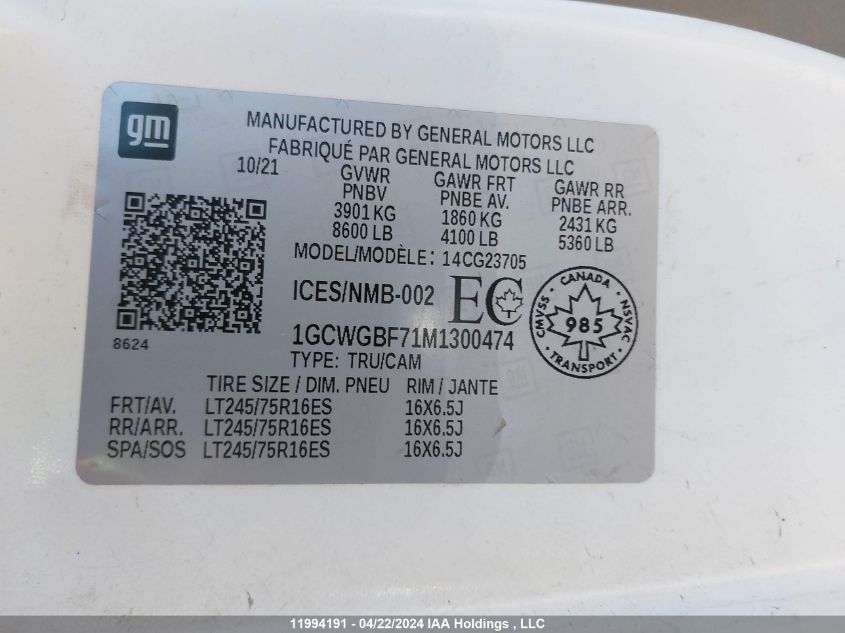 gm
MANUFACTURED BY GENERAL MOTORS LLC
FABRIQUÉ PAR GENERAL MOTORS LLC
10/21 GVWR GAWR FRT GAWR RR
PNBV PNBE AV. PNBE ARR.
3901 KG 1860 KG 2431 KG
8600 LB 4100 LB 5360 LB
MODEL/MODÈLE: 14CG23705
ICES/NMB-002 EC
CANADA
CMVSS 985 NSVAC
TRANSPORT
1GCWGBF71M1300474
8624
TYPE: TRU/CAM
TIRE SIZE / DIM. PNEU RIM / JANTE
FRT/AV. LT245/75R16ES 16X6.5J
RR/ARR. LT245/75R16ES 16X6.5J
SPA/SOS LT245/75R16ES 16X6.5J
11994191 - 04/22/2024 IAA Holdings , LLC